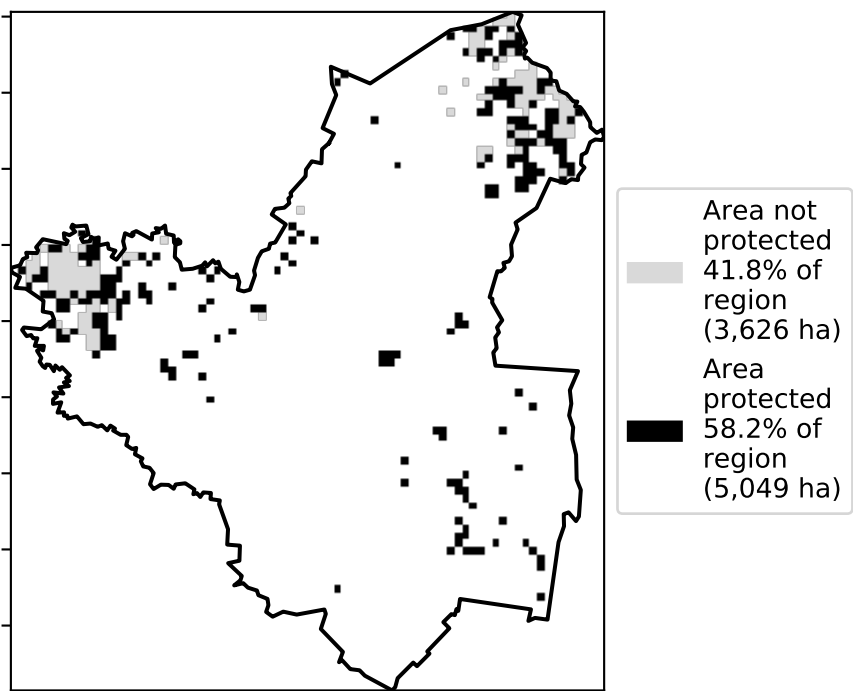 Area not
protected
41.8% of
region
(3,626 ha)
Area
protected
58.2% of
region
(5,049 ha)